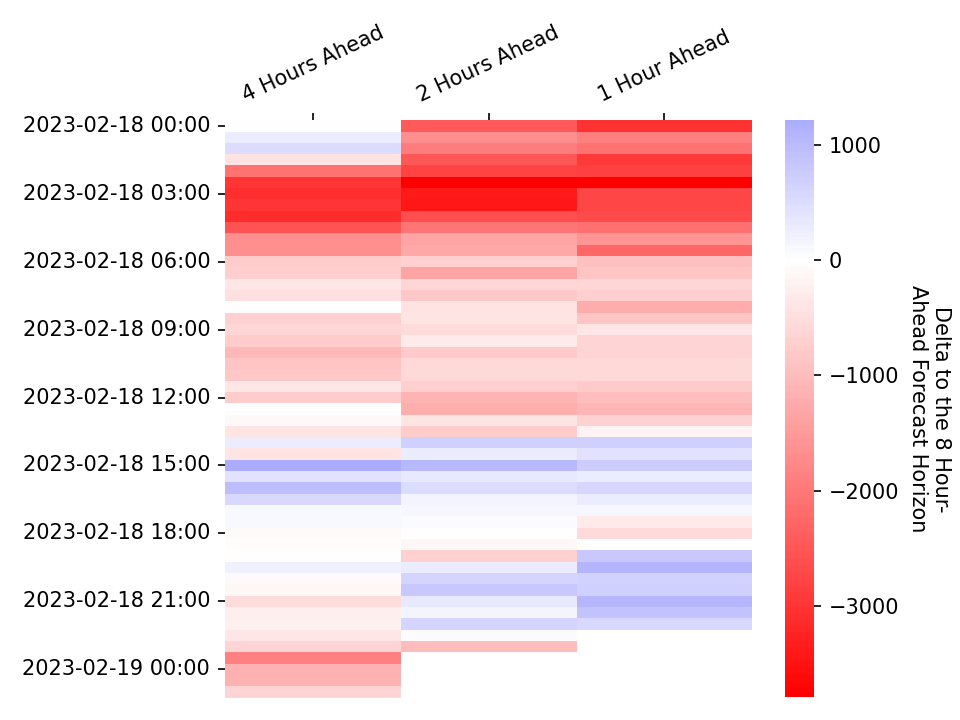 4 Hours Ahead
2 Hours Ahead
1 Hour Ahead
2023-02-18 00:00
2023-02-18 03:00
2023-02-18 06:00
2023-02-18 09:00
2023-02-18 12:00
2023-02-18 15:00
2023-02-18 18:00
2023-02-18 21:00
2023-02-19 00:00
1000
0
−1000
−2000
−3000
Delta to the 8 Hour-
Ahead Forecast Horizon